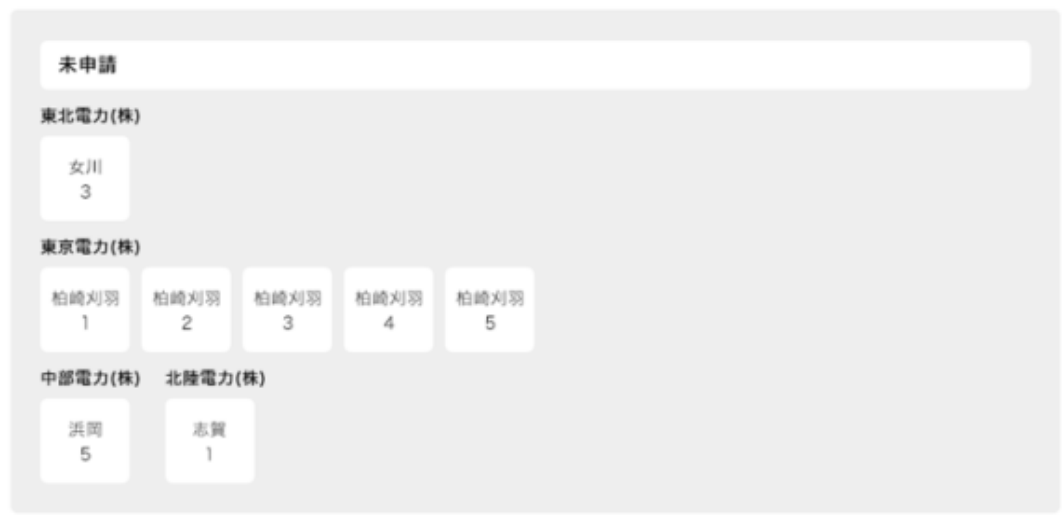 未申請
東北電力(株)
女川
3
東京電力(株)
柏崎刈羽 柏崎刈羽 柏崎刈羽 柏崎刈羽 柏崎刈羽
1 2 3 4 5
中部電力(株) 北陸電力(株)
浜岡 志賀
5 1